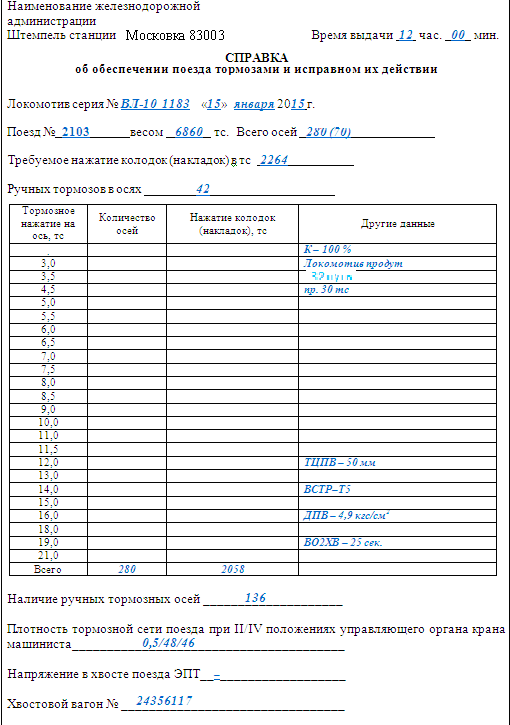 Наименование железнодорожной
администрации
Штемпель станции Московка 83003 Время выдачи 12 час. 00 мин.
СПРАВКА
об обеспечении поезда тормозами и исправном их действии
Локомотив серия № ВЛ-10 1183 «15» января 2015г.
Поезд № 2103 весом 6860 тс. Всего осей 280 (70)
Требуемое нажатие колодок (накладок), тс 2264
Ручных тормозов в осях 42
Тормозное нажатие на ось, тс Количество осей Нажатие колодок (накладок), тс Другие данные
К – 100 %
3,0 Локомотив продут
3,5
4,5 пр. 30 тс
5,0
5,5
6,0
6,5
7,0
7,5
8,0
8,5
9,0
10,0
11,0
11,5
12,0 ТЦПВ – 50 мм
13,0
14,0 ВСТР–Т5
15,0
16,0 ДПВ – 4,9 кгс/см²
18,0
19,0 ВО2ХВ – 25 сек.
21,0
Всего 280 2058
Наличие ручных тормозных осей 136
Плотность тормозной сети поезда при II/IV положениях управляющего органа крана
машиниста 0,5/48/46
Напряжение в хвосте поезда ЭПТ –
Хвостовой вагон № 24356117